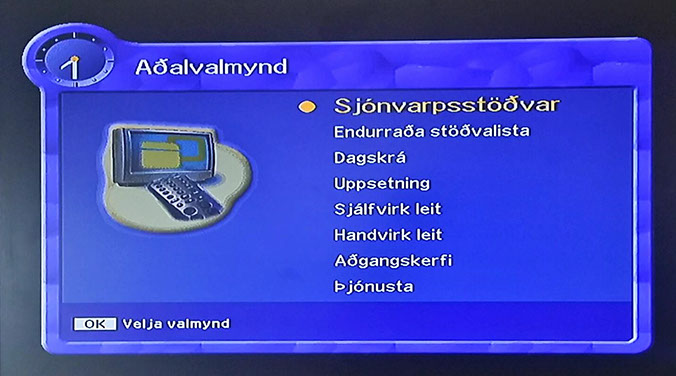 Aðalvalmynd
Sjónvarpsstöðvar
Endurraða stöðvalista
Dagskrá
Uppsetning
Sjálfvirk leit
Handvirk leit
Aðgangskerfi
Þjónusta
OK Velja valmynd